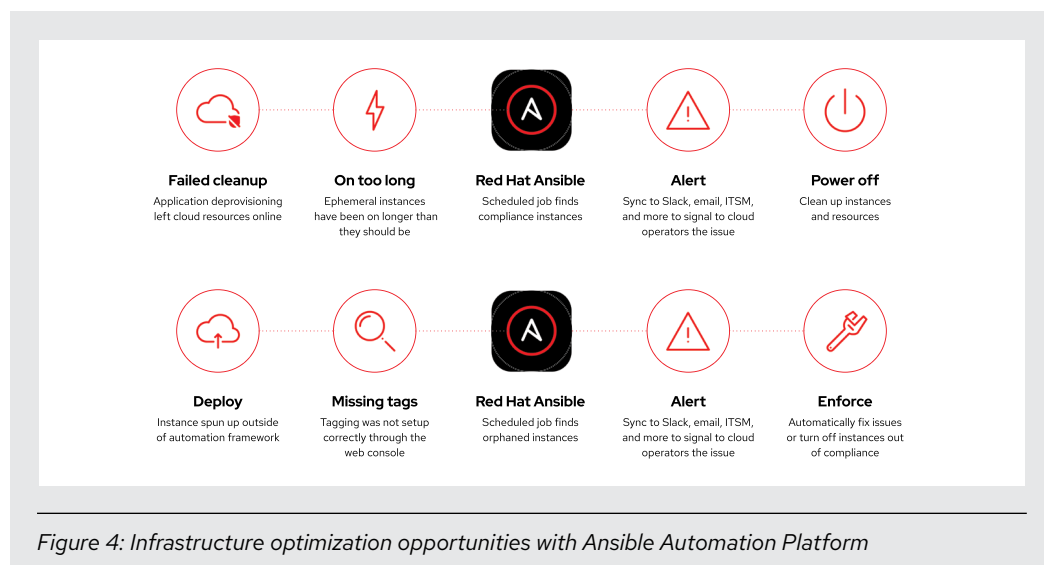 Failed cleanup
Application deprovisioning
left cloud resources online
On too long
Ephemeral instances
have been on longer than
they should be
Red Hat Ansible
Scheduled job finds
compliance instances
Alert
Sync to Slack, email, ITSM,
and more to signal to cloud
operators the issue
Power off
Clean up instances
and resources
Deploy
Instance spun up outside
of automation framework
Missing tags
Tagging was not setup
correctly through the
web console
Red Hat Ansible
Scheduled job finds
orphaned instances
Alert
Sync to Slack, email, ITSM,
and more to signal to cloud
operators the issue
Enforce
Automatically fix issues
or turn off instances out
of compliance
Figure 4: Infrastructure optimization opportunities with Ansible Automation Platform